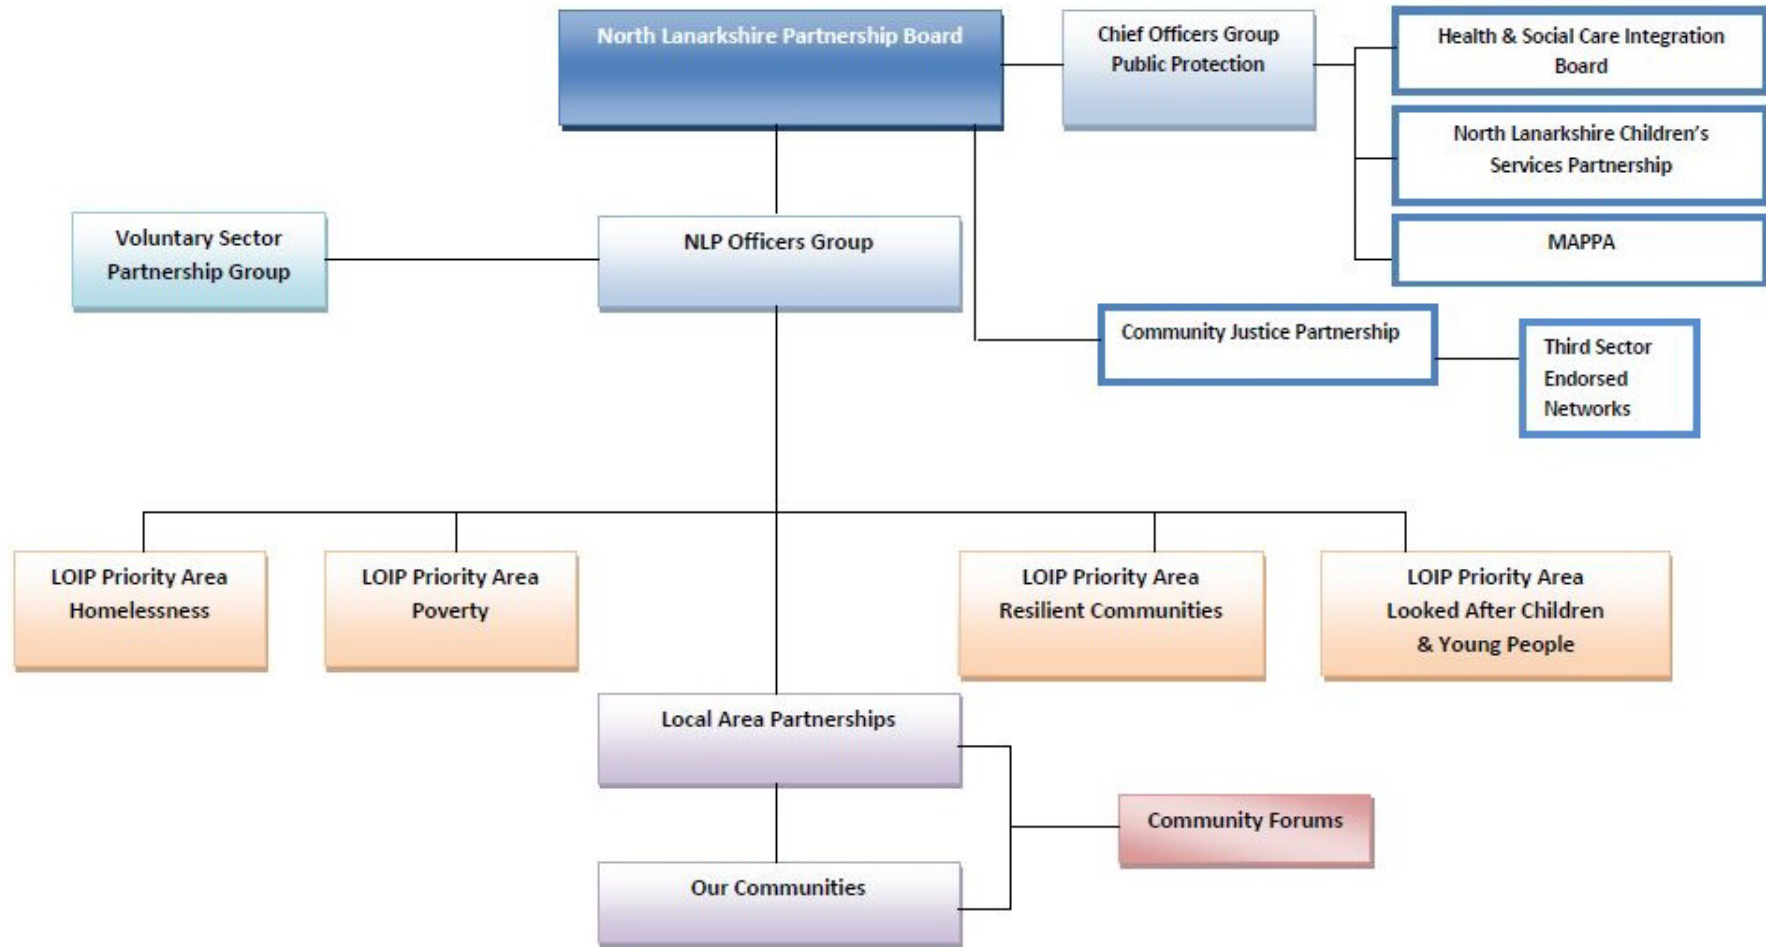 North Lanarkshire Partnership Board
Chief Officers Group
Public Protection
Health & Social Care Integration
Board
North Lanarkshire Children's
Services Partnership
MAPPA
Voluntary Sector
Partnership Group
NLP Officers Group
Community Justice Partnership
Third Sector
Endorsed
Networks
LOIP Priority Area
Homelessness
LOIP Priority Area
Poverty
LOIP Priority Area
Resilient Communities
LOIP Priority Area
Looked After Children
& Young People
Local Area Partnerships
Community Forums
Our Communities